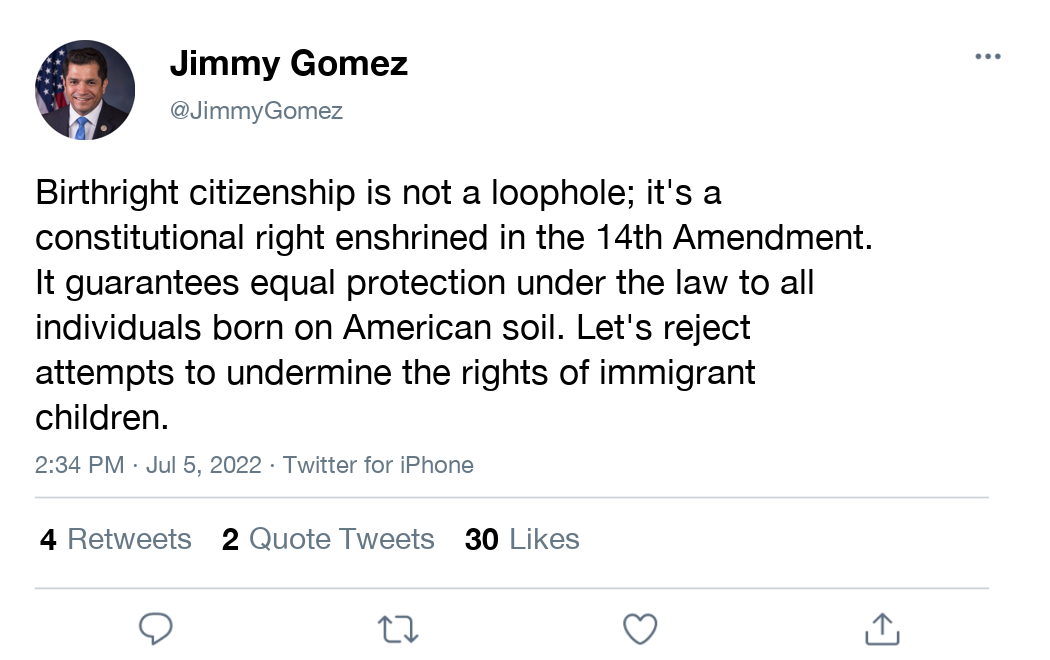 Jimmy Gomez
@JimmyGomez
Birthright citizenship is not a loophole; it's a
constitutional right enshrined in the 14th Amendment.
It guarantees equal protection under the law to all
individuals born on American soil. Let's reject
attempts to undermine the rights of immigrant
children.
2:34 PM · Jul 5, 2022 · Twitter for iPhone
4 Retweets 2 Quote Tweets 30 Likes